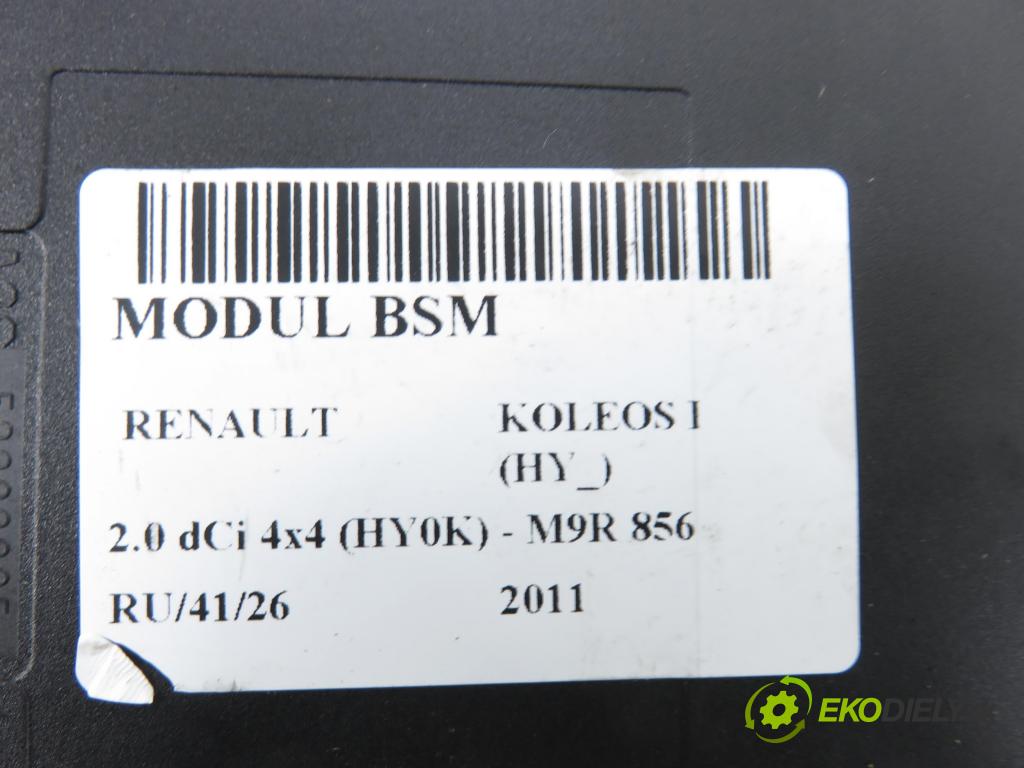 MODUL BSM
RENAULT KOLEOS I
(HY_)
2.0 dCi 4x4 (HY0K) - M9R 856
RU/41/26 2011
EKODIELY